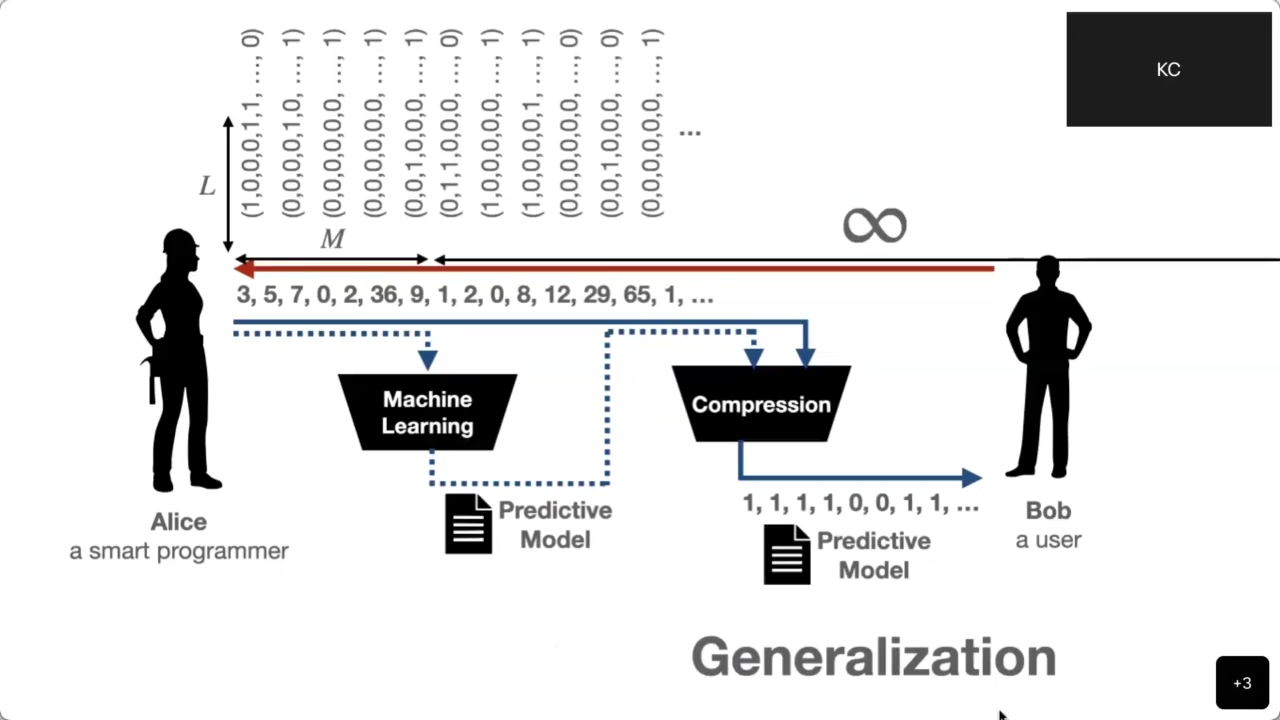 (1,0,0,0,1,1, ...., 0)
(0,0,0,0,1,0, ...., 1)
(0,0,0,0,0,0, ...., 1)
(0,0,0,0,0,0, ...., 1)
(0,0,1,0,0,0, ...., 1)
(0,1,1,0,0,0, ...., 0)
(1,0,0,0,0,0, ...., 1)
(1,0,0,0,0,1, ...., 1)
(0,0,0,0,0,0, ...., 0)
(0,0,1,0,0,0, ...., 0)
(0,0,0,0,0,0, ...., 1)
...
KC
L
M
∞
3, 5, 7, 0, 2, 36, 9, 1, 2, 0, 8, 12, 29, 65, 1, ...
Machine
Learning
Compression
Predictive
Model
1, 1, 1, 1, 0, 0, 1, 1, ...
Predictive
Model
Alice
a smart programmer
Bob
a user
Generalization
+3